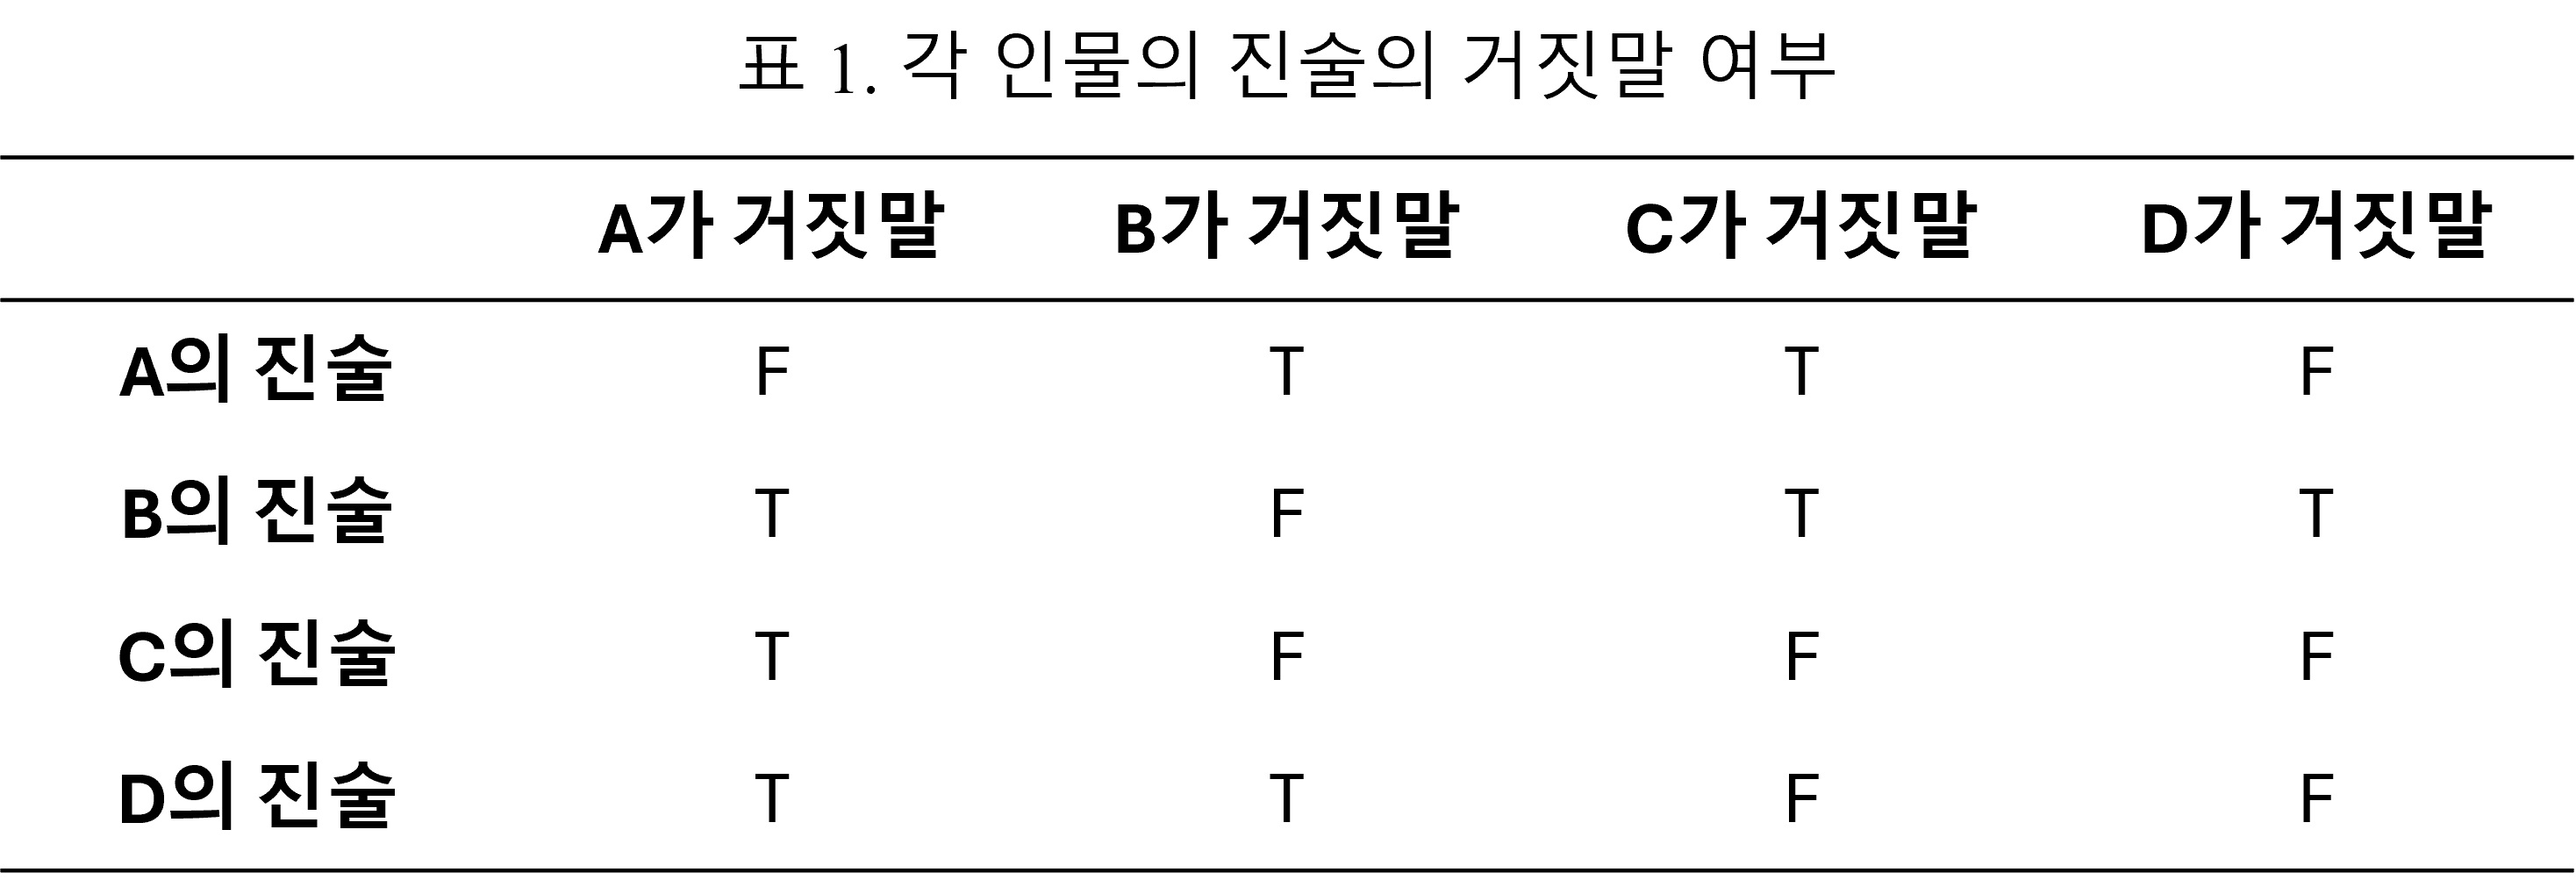 표 1. 각 인물의 진술의 거짓말 여부
A가 거짓말 B가 거짓말 C가 거짓말 D가 거짓말
A의 진술 F T T F
B의 진술 T F T T
C의 진술 T F F F
D의 진술 T T F F